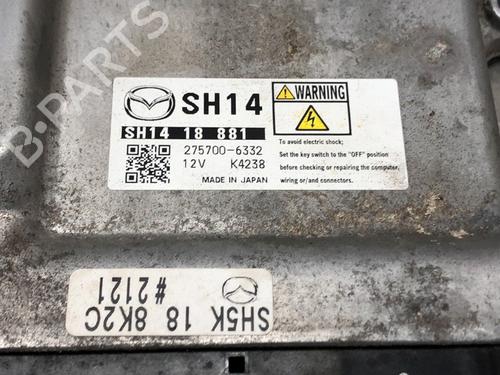 B-PARTS
SH14
SH14 18 881
275700-6332
12V K4238
MADE IN JAPAN
WARNING
To avoid electric shock;
Set the key switch to the "OFF" position
before checking or repairing the computer,
wiring or/and connectors.
SH5K 18 8K2C
#2121